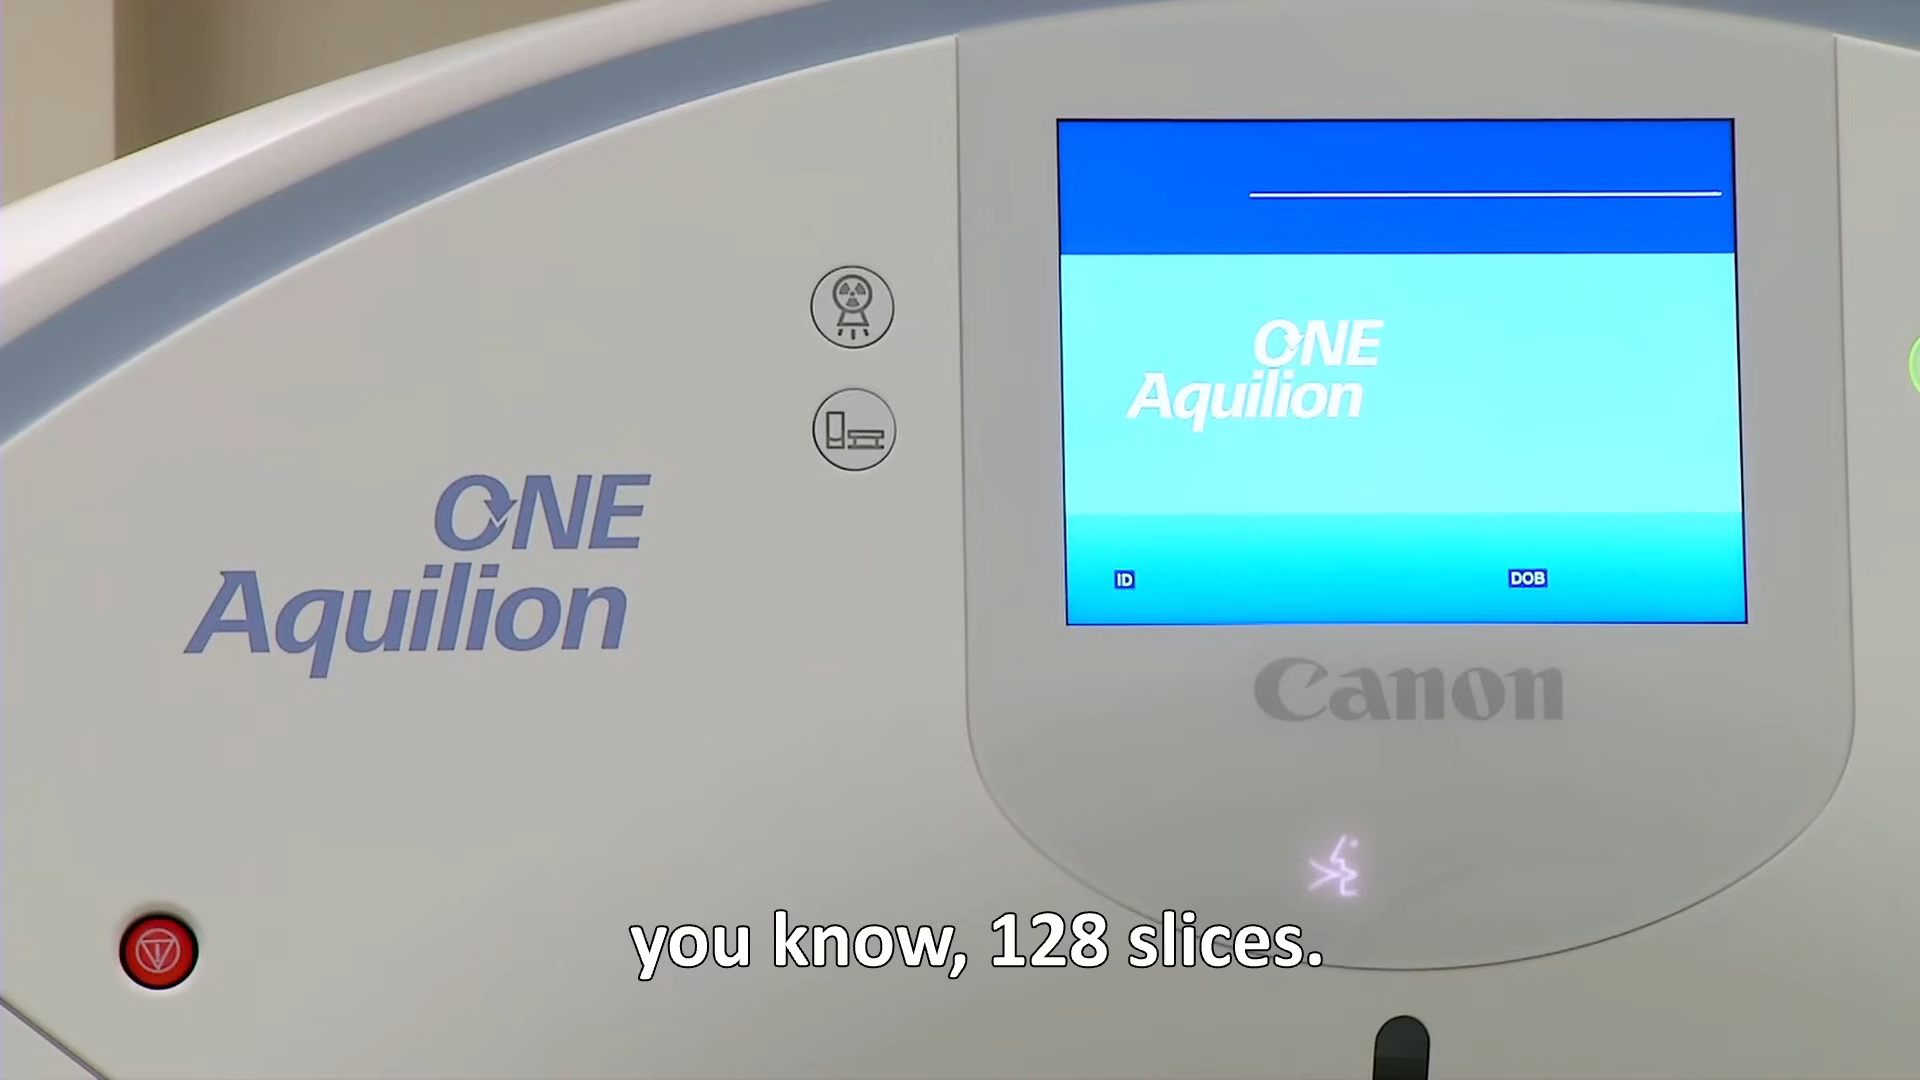 ONE
Aquilion
ONE
Aquilion
ID
DOB
Canon
you know, 128 slices.